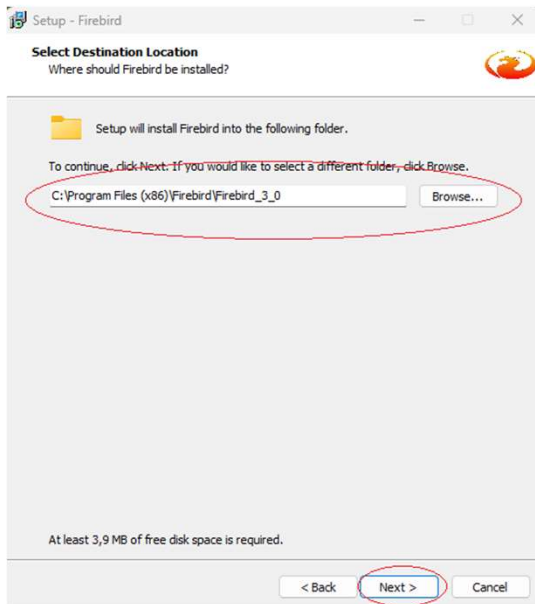 Setup - Firebird
Select Destination Location
Where should Firebird be installed?
Setup will install Firebird into the following folder.
To continue, click Next. If you would like to select a different folder, click Browse.
C:\Program Files (x86)\Firebird\Firebird_3_0
Browse...
At least 3,9 MB of free disk space is required.
< Back
Next >
Cancel